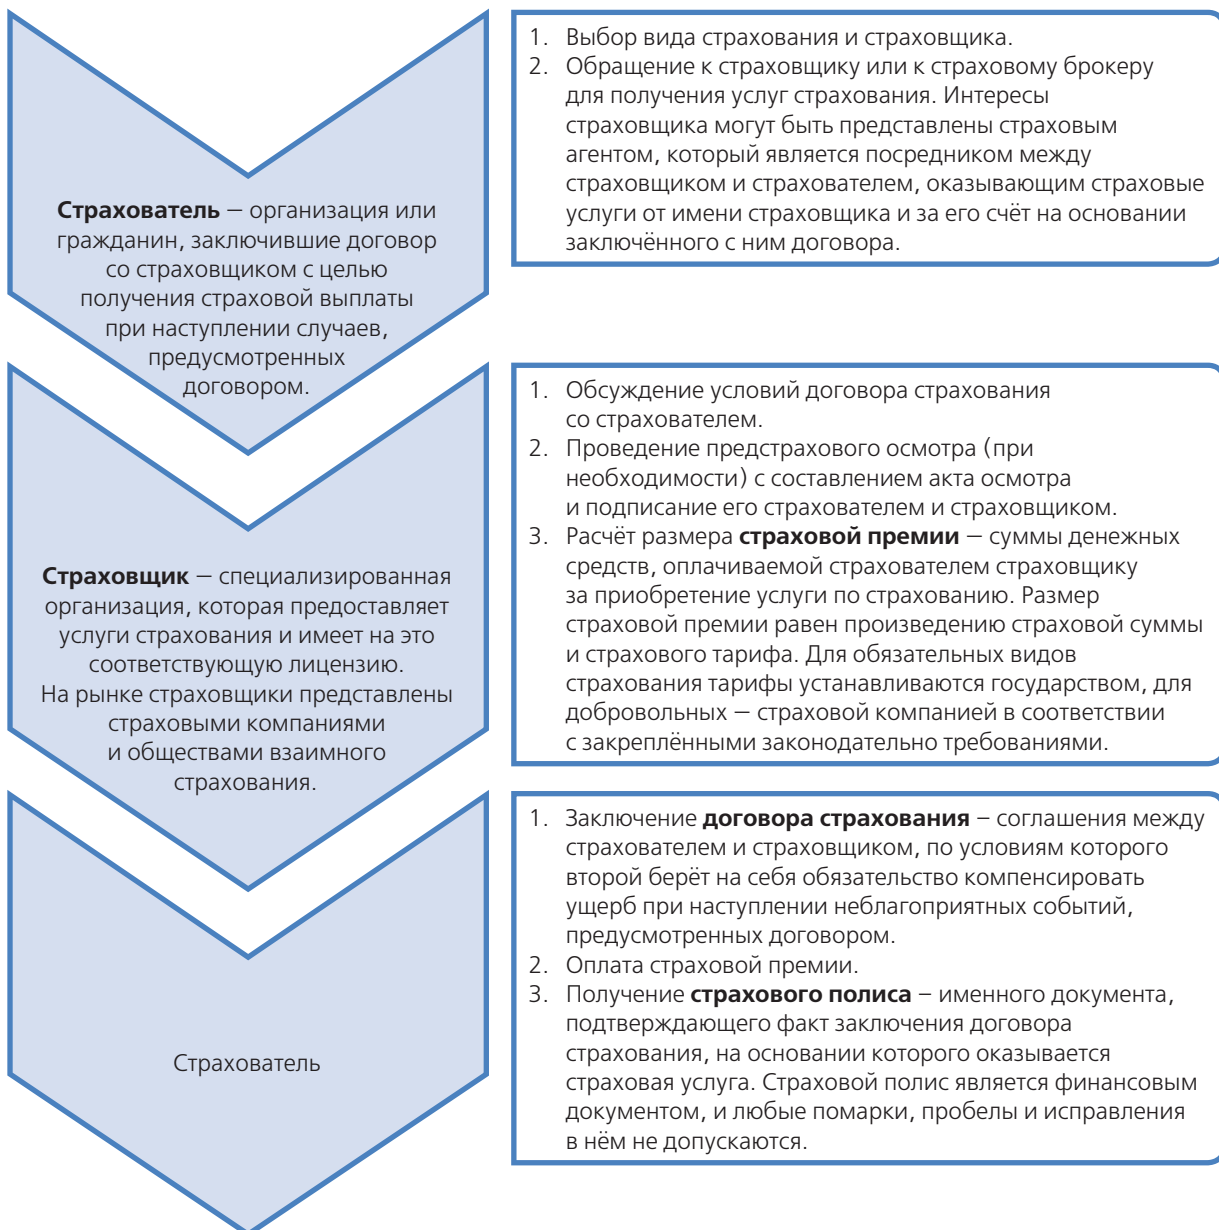 Страхователь – организация или
гражданин, заключившие договор
со страховщиком с целью
получения страховой выплаты
при наступлении случаев,
предусмотренных
договором.
1. Выбор вида страхования и страховщика.
2. Обращение к страховщику или к страховому брокеру
для получения услуг страхования. Интересы
страховщика могут быть представлены страховым
агентом, который является посредником между
страховщиком и страхователем, оказывающим страховые
услуги от имени страховщика и за его счёт на основании
заключённого с ним договора.
Страховщик – специализированная
организация, которая предоставляет
услуги страхования и имеет на это
соответствующую лицензию.
На рынке страховщики представлены
страховыми компаниями
и обществами взаимного
страхования.
1. Обсуждение условий договора страхования
со страхователем.
2. Проведение предстрахового осмотра (при
необходимости) с составлением акта осмотра
и подписание его страхователем и страховщиком.
3. Расчёт размера страховой премии – суммы денежных
средств, оплачиваемой страхователем страховщику
за приобретение услуги по страхованию. Размер
страховой премии равен произведению страховой суммы
и страхового тарифа. Для обязательных видов
страхования тарифы устанавливаются государством, для
добровольных – страховой компанией в соответствии
с закреплёнными законодательно требованиями.
Страхователь
1. Заключение договора страхования – соглашения между
страхователем и страховщиком, по условиям которого
второй берёт на себя обязательство компенсировать
ущерб при наступлении неблагоприятных событий,
предусмотренных договором.
2. Оплата страховой премии.
3. Получение страхового полиса – именного документа,
подтверждающего факт заключения договора
страхования, на основании которого оказывается
страховая услуга. Страховой полис является финансовым
документом, и любые помарки, пробелы и исправления
в нём не допускаются.